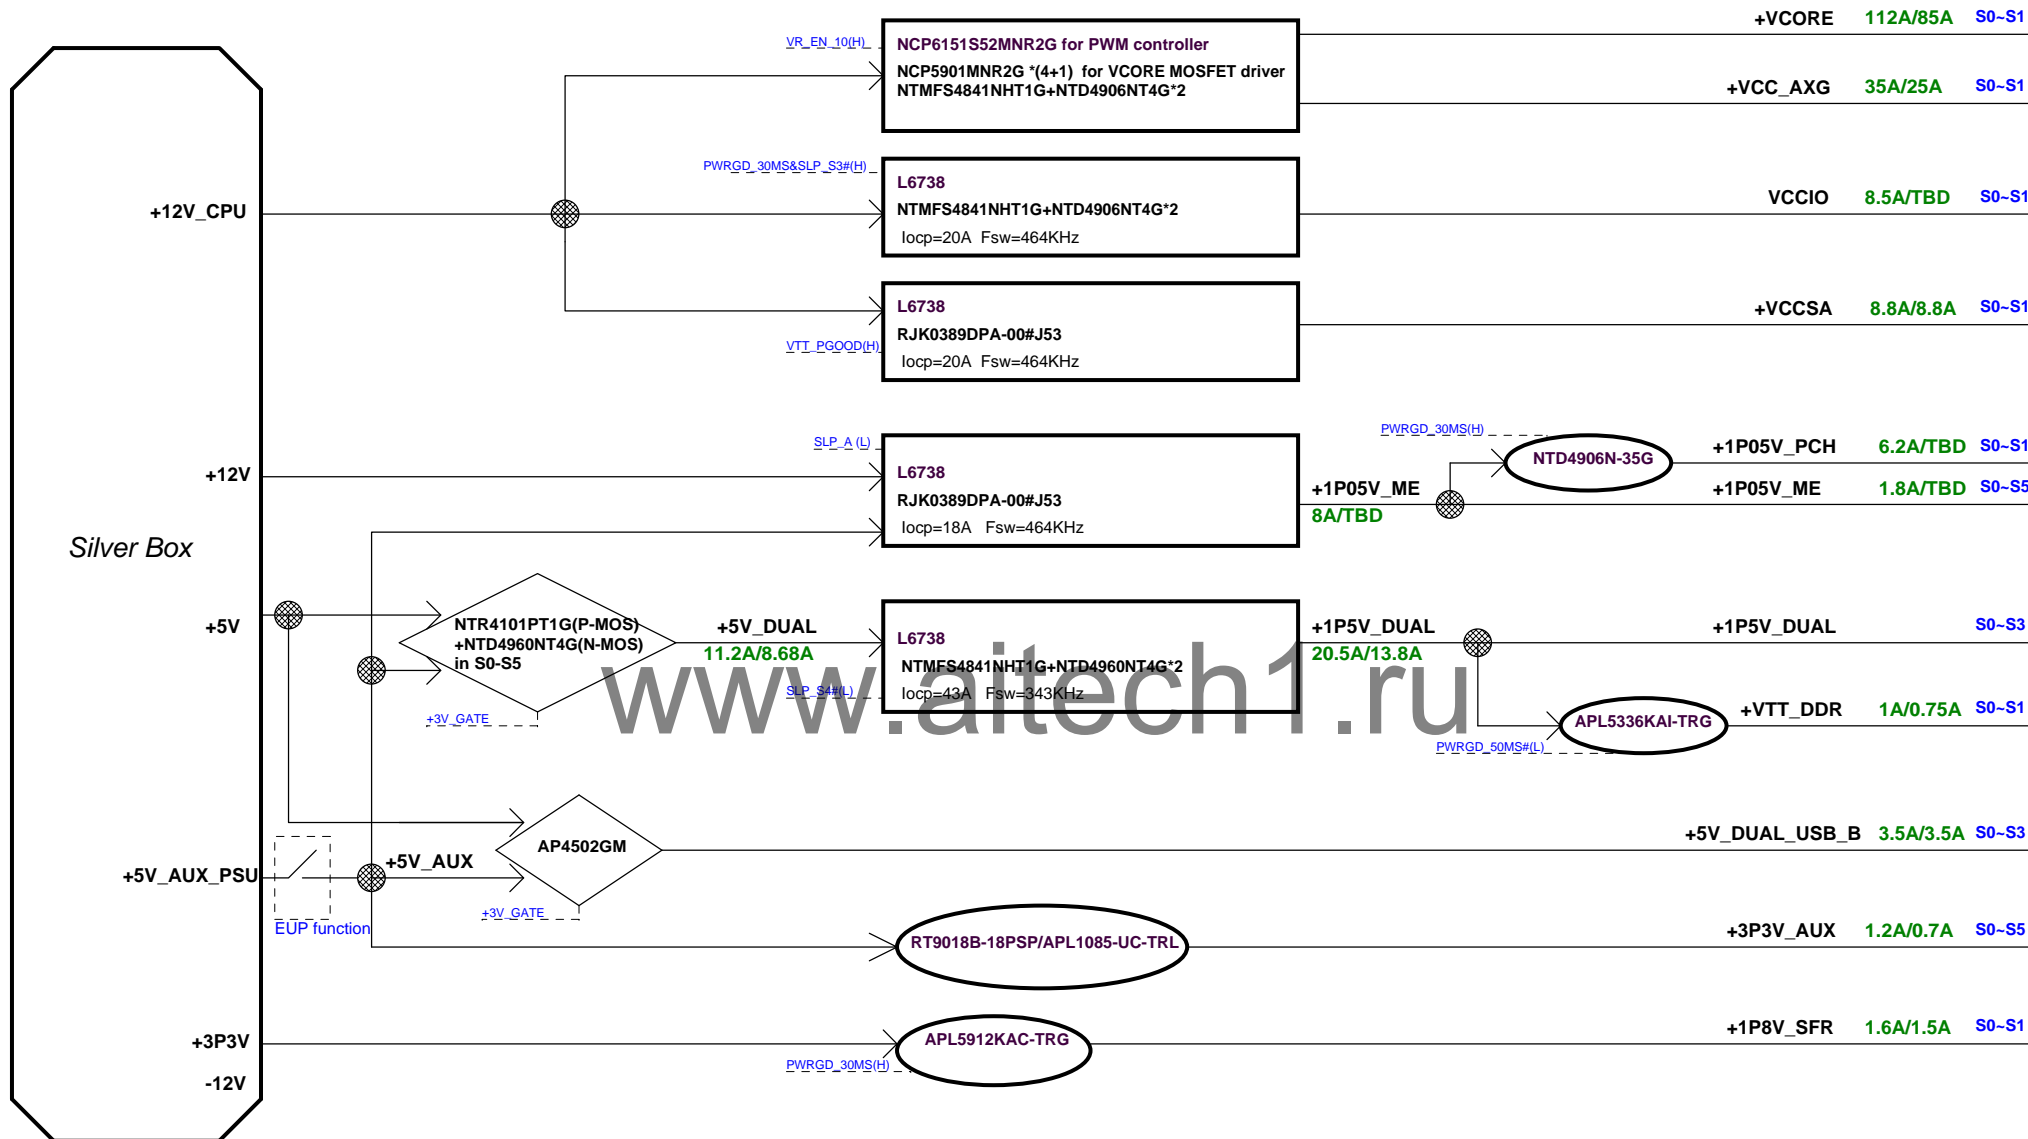 +VCORE 112A/85A S0~S1
VR_EN_10(H)
NCP6151S52MNR2G for PWM controller
NCP5901MNR2G *(4+1) for VCORE MOSFET driver
NTMFS4841NHT1G+NTD4906NT4G*2
+VCC_AXG 35A/25A S0~S1
PWRGD_30MS&SLP_S3#(H)
L6738
NTMFS4841NHT1G+NTD4906NT4G*2
Iocp=20A Fsw=464KHz
VCCIO 8.5A/TBD S0~S1
+12V_CPU
L6738
RJK0389DPA-00#J53
Iocp=20A Fsw=464KHz
VTT_PGOOD(H)
+VCCSA 8.8A/8.8A S0~S1
SLP_A (L)
PWRGD_30MS(H)
NTD4906N-35G
+1P05V_PCH 6.2A/TBD S0~S1
+12V
L6738
RJK0389DPA-00#J53
Iocp=18A Fsw=464KHz
+1P05V_ME
8A/TBD
+1P05V_ME 1.8A/TBD S0~S5
Silver Box
+5V
NTR4101PT1G(P-MOS)
+NTD4960NT4G(N-MOS)
in S0-S5
+3V_GATE
+5V_DUAL
11.2A/8.68A
L6738
NTMFS4841NHT1G+NTD4960NT4G*2
Iocp=43A Fsw=343KHz
SLP_S4#(L)
+1P5V_DUAL
20.5A/13.8A
+1P5V_DUAL S0~S3
www.aitech1.ru
APL5336KAI-TRG
PWRGD_50MS#(L)
+VTT_DDR 1A/0.75A S0~S1
AP4502GM
+5V_DUAL_USB_B 3.5A/3.5A S0~S3
+5V_AUX_PSU
+5V_AUX
+3V_GATE
EUP function
RT9018B-18PSP/APL1085-UC-TRL
+3P3V_AUX 1.2A/0.7A S0~S5
+3P3V
APL5912KAC-TRG
PWRGD_30MS(H)
+1P8V_SFR 1.6A/1.5A S0~S1
-12V